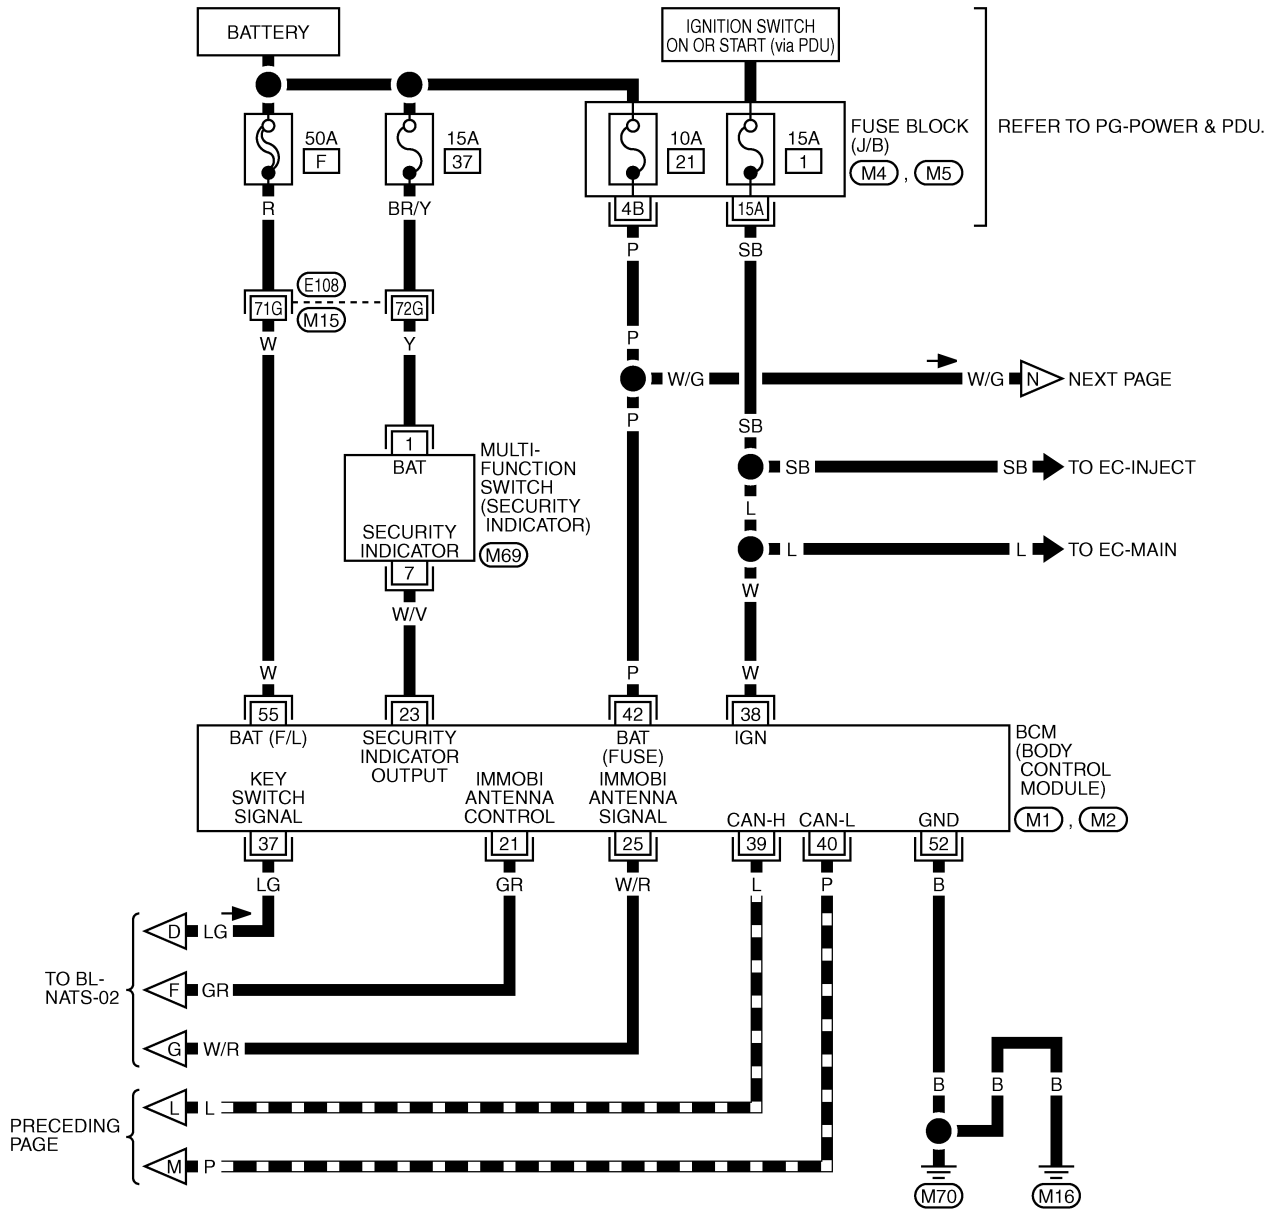 BATTERY
IGNITION SWITCH
ON OR START (via PDU)
50A
F
15A
37
10A
21
15A
1
FUSE BLOCK
(J/B)
M4 , M5
REFER TO PG-POWER & PDU.
R
BR/Y
4B
15A
P
SB
E108
71G
M15
72G
W
Y
P
W/G
W/G
N
NEXT PAGE
P
SB
1
BAT
MULTI-
FUNCTION
SWITCH
(SECURITY
INDICATOR)
SECURITY
INDICATOR
M69
7
SB
SB
TO EC-INJECT
L
L
L
TO EC-MAIN
W
W/V
W
P
W
55
23
42
38
BAT (F/L)
SECURITY
INDICATOR
OUTPUT
BAT
(FUSE)
IGN
BCM
(BODY
CONTROL
MODULE)
M1 , M2
KEY
SWITCH
SIGNAL
IMMOBI
ANTENNA
CONTROL
IMMOBI
ANTENNA
SIGNAL
CAN-H
CAN-L
GND
37
21
25
39
40
52
LG
GR
W/R
L
P
B
D
LG
TO BL-
NATS-02
F
GR
G
W/R
B
B
B
PRECEDING
PAGE
L
L
M
P
M70
M16